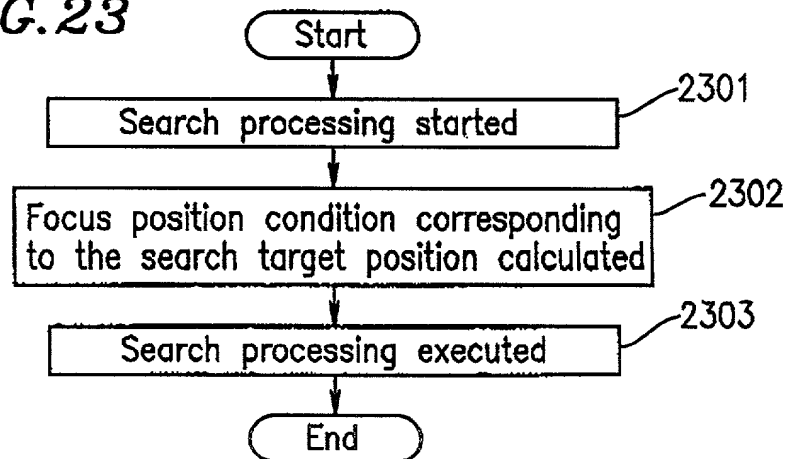 G.23
Start
2301
Search processing started
2302
Focus position condition corresponding
to the search target position calculated
2303
Search processing executed
End